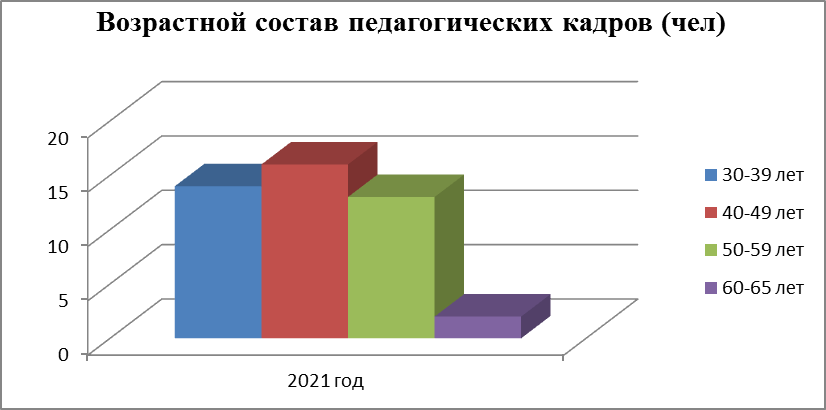 Возрастной состав педагогических кадров (чел)
20
15
10
5
0
2021 год
30-39 лет
40-49 лет
50-59 лет
60-65 лет